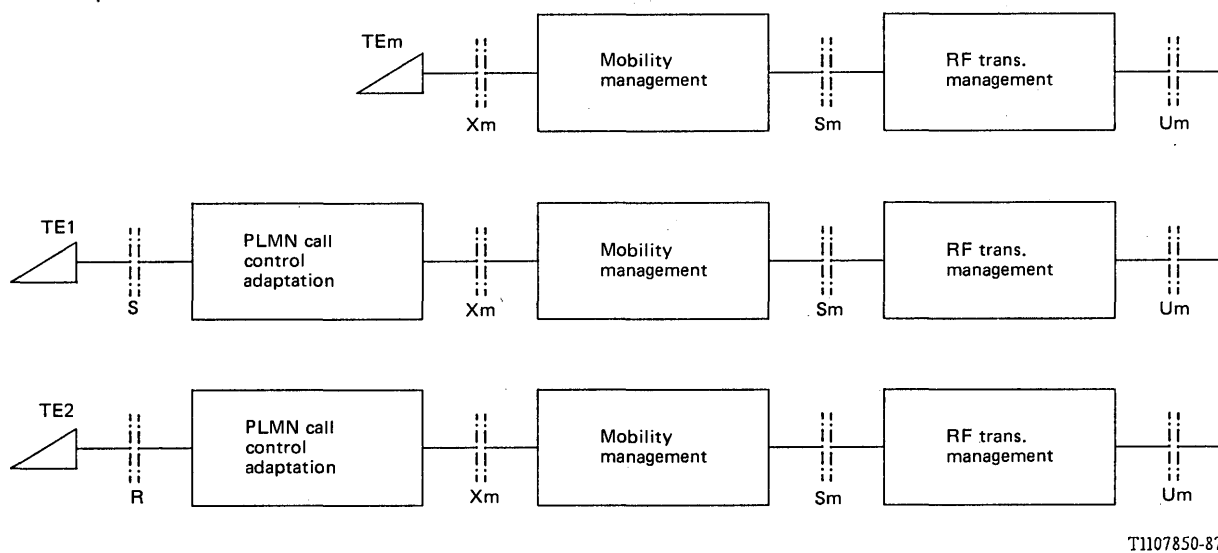 TEm
Mobility
management
RF trans.
management
Xm
Sm
Um
TE1
PLMN call
control
adaptation
Mobility
management
RF trans.
management
S
Xm
Sm
Um
TE2
PLMN call
control
adaptation
Mobility
management
RF trans.
management
R
Xm
Sm
Um